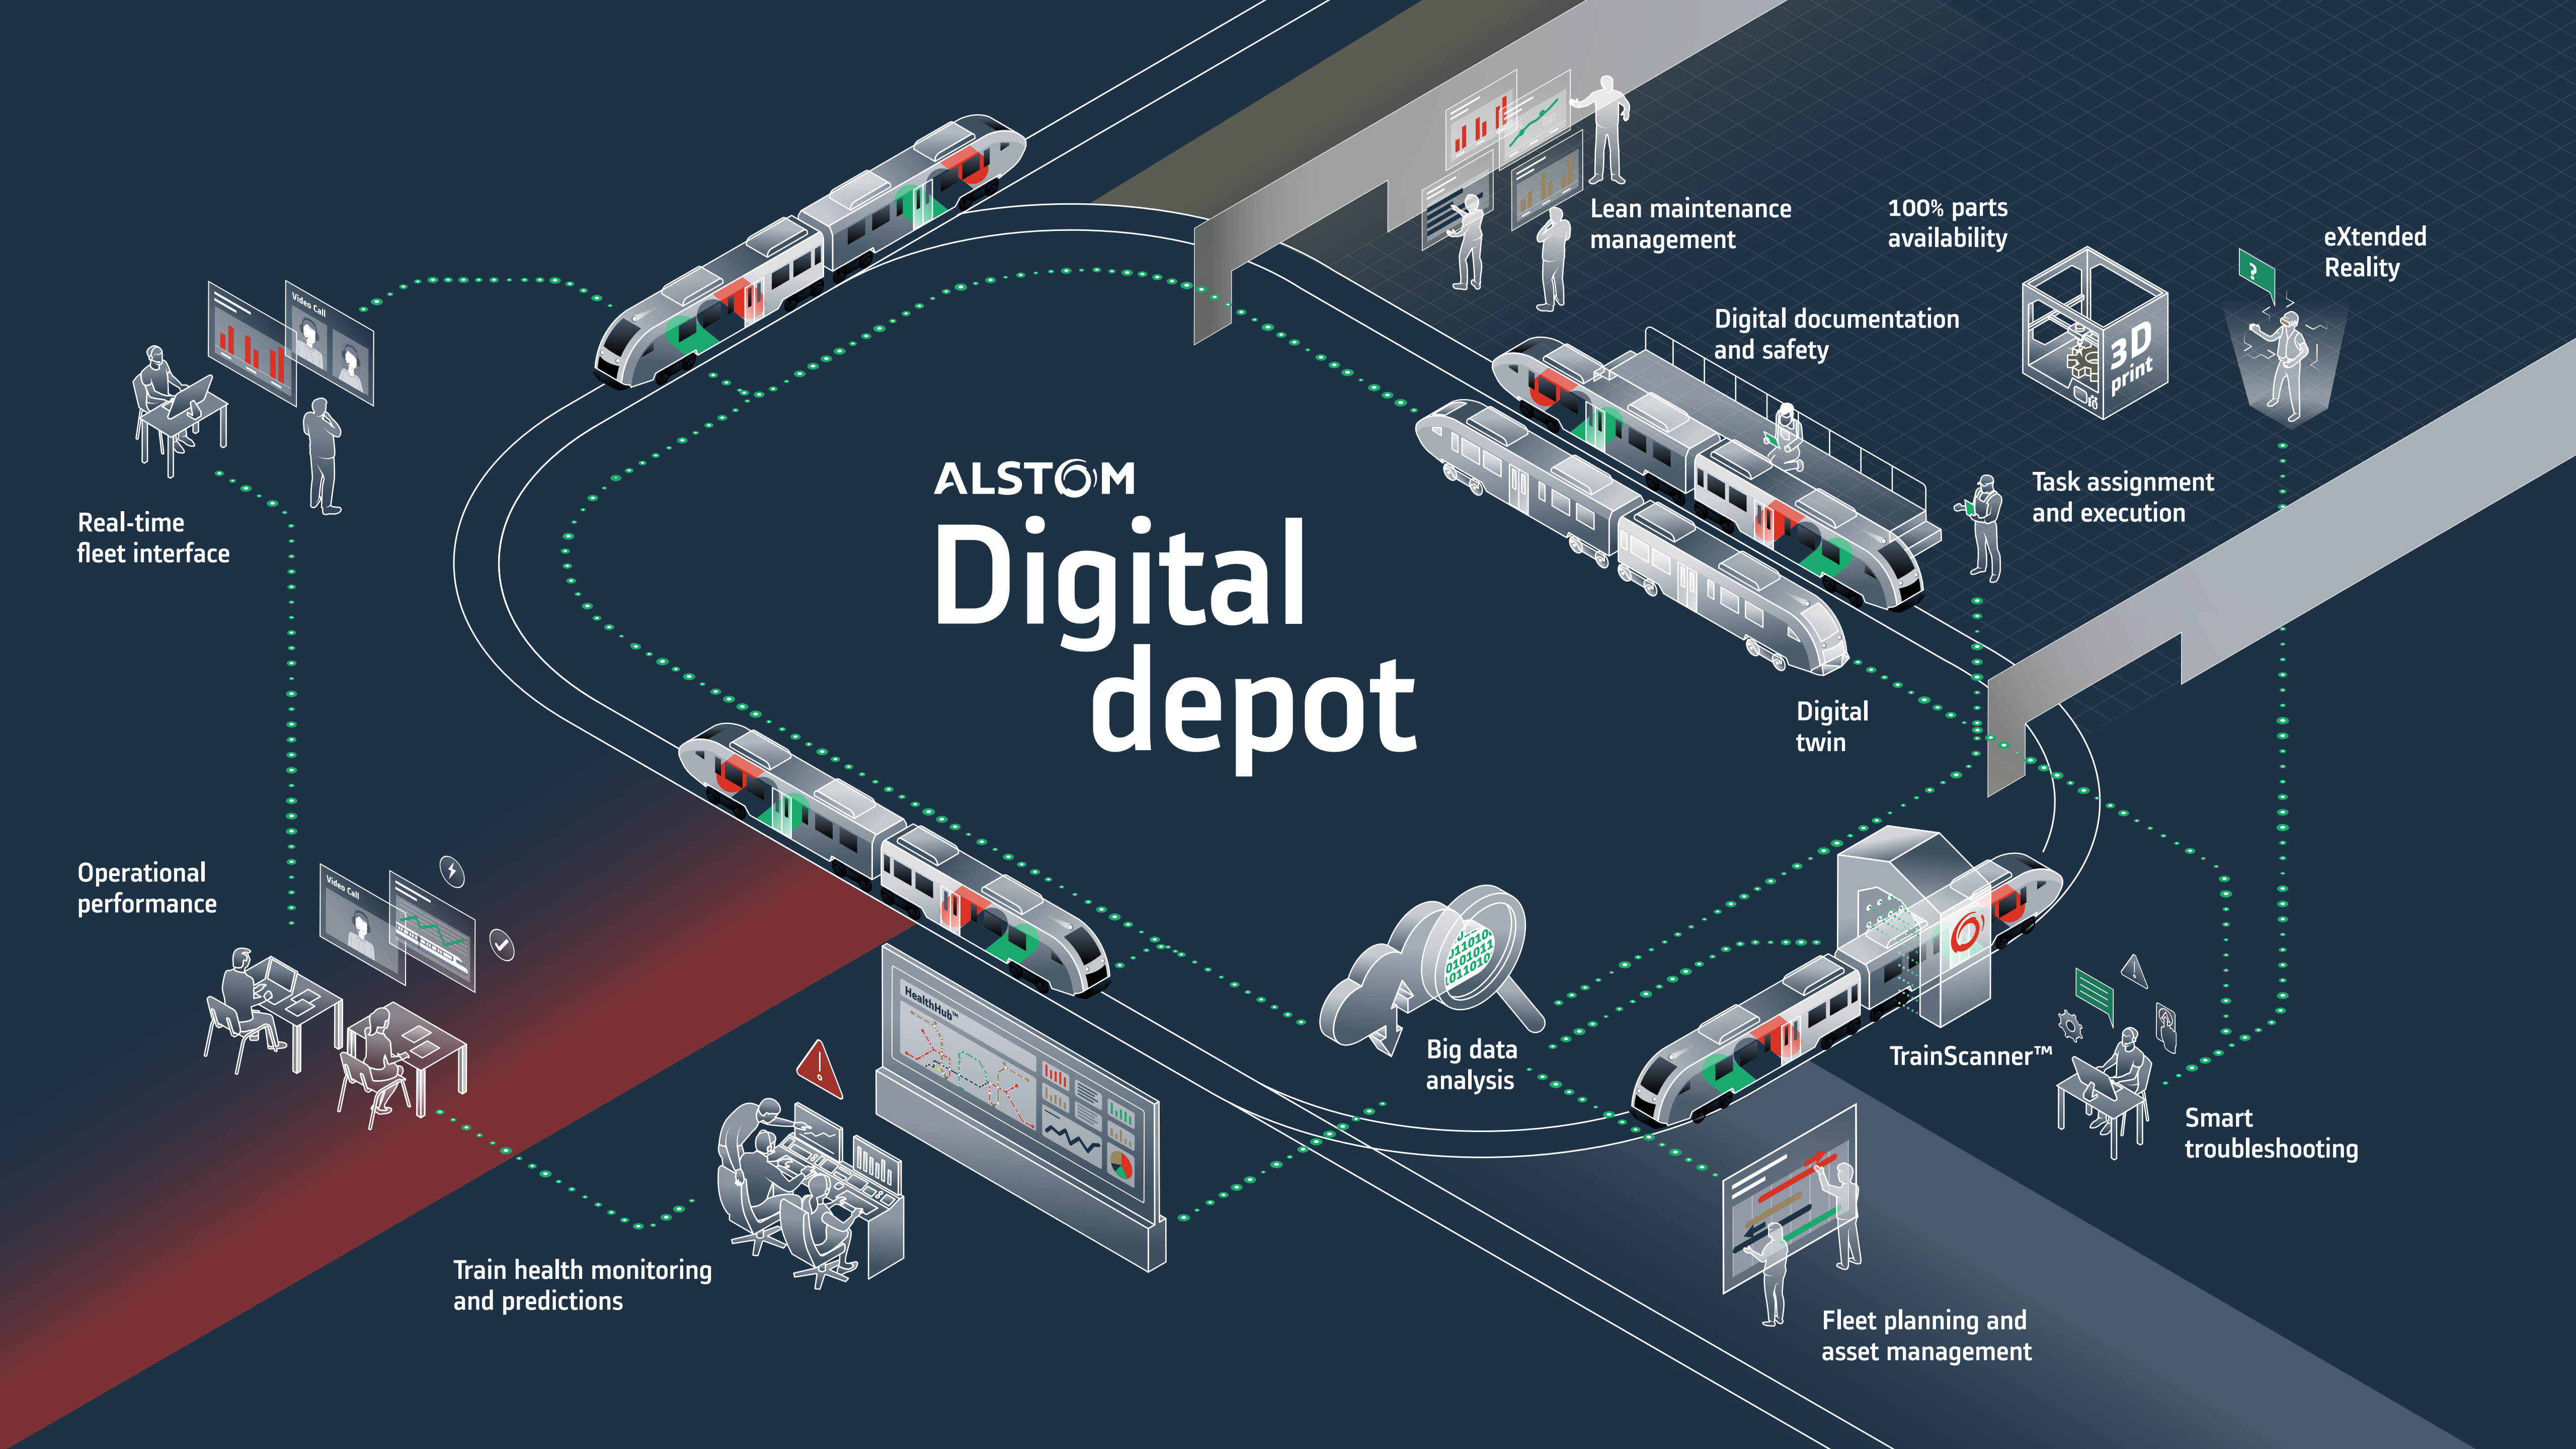 ALSTOM
Digital
depot
Lean maintenance
management
100% parts
availability
eXtended
Reality
?
3D
print
Digital documentation
and safety
Task assignment
and execution
Video Call
Real-time
fleet interface
Digital
twin
Operational
performance
Video Call
HealthHub™
Big data
analysis
TrainScanner™
Smart
troubleshooting
Train health monitoring
and predictions
Fleet planning and
asset management